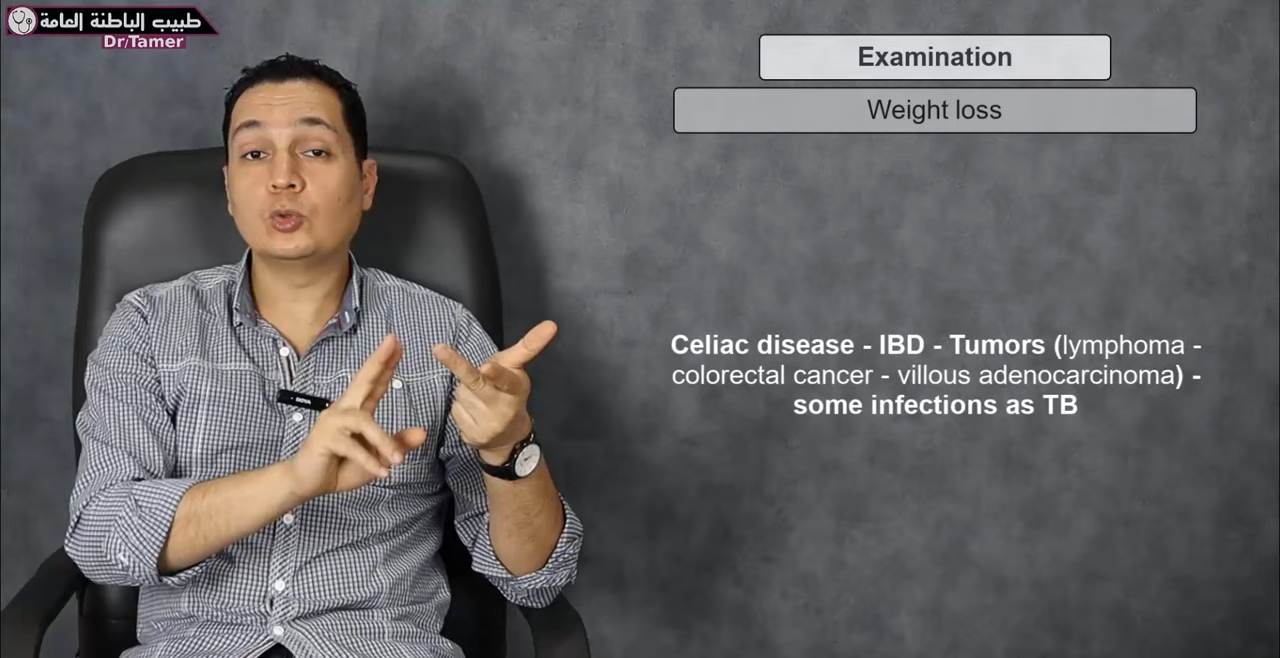 طبيب الباطنة العامة
Dr/Tamer
Examination
Weight loss
Celiac disease - IBD - Tumors (lymphoma -
colorectal cancer - villous adenocarcinoma) -
some infections as TB
BOYA